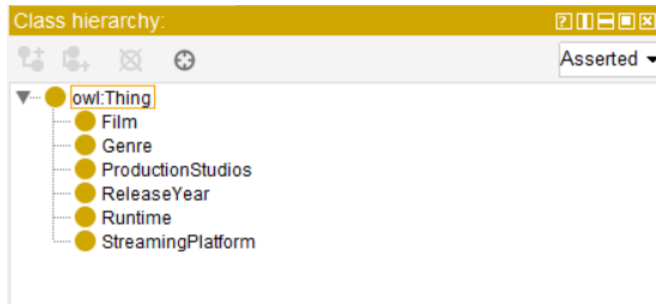 Class hierarchy:
Asserted
owl:Thing
Film
Genre
ProductionStudios
ReleaseYear
Runtime
StreamingPlatform